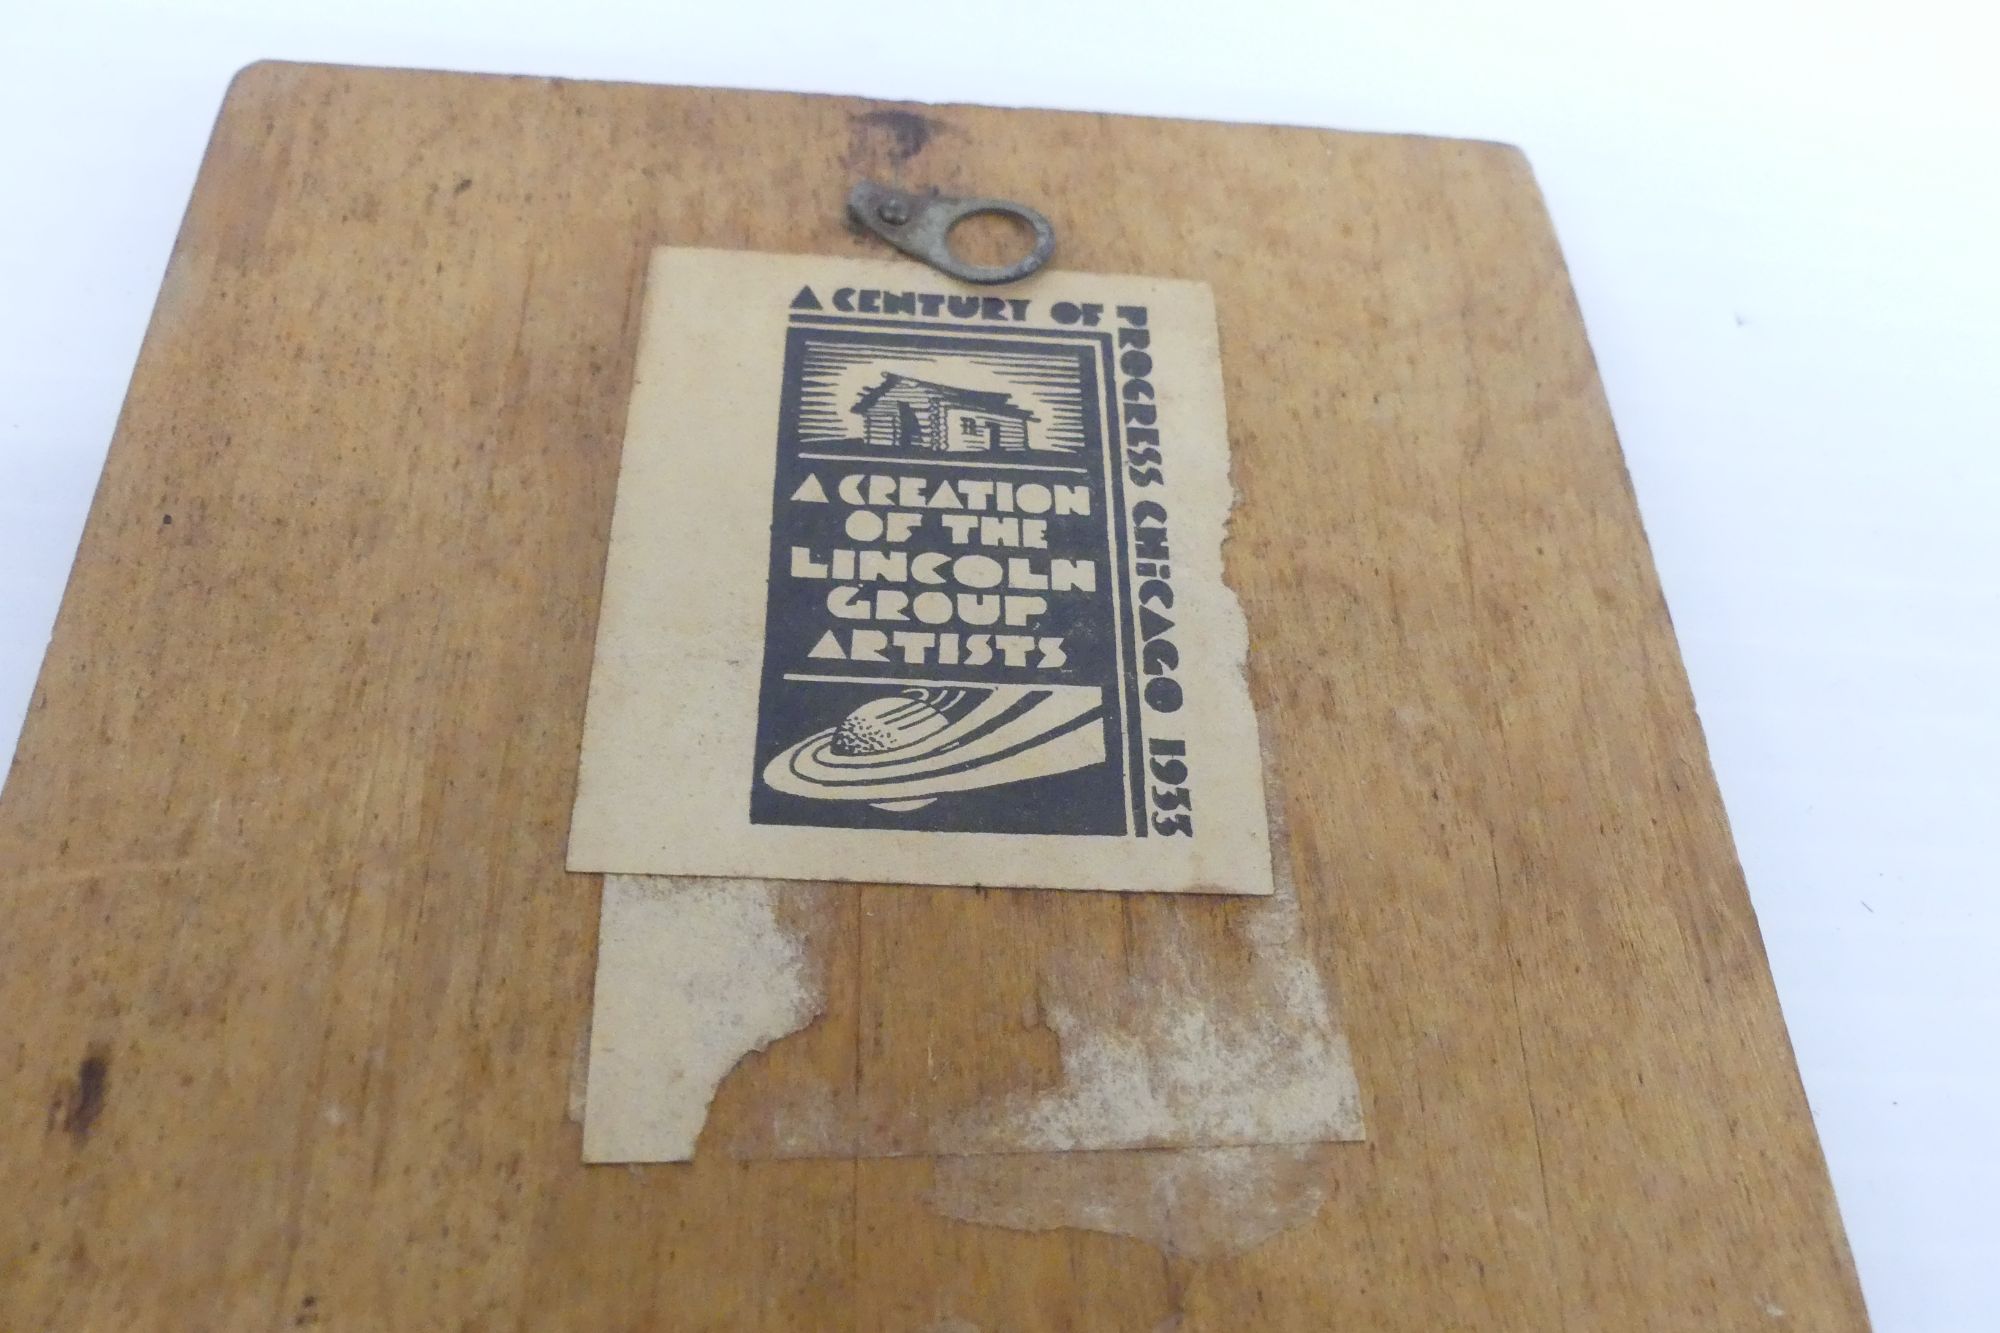 A CENTURY OF
PROGRESS CHiCAGO 1933
A CREATION
OF THE
LINCOLN
GROUP
ARTISTS